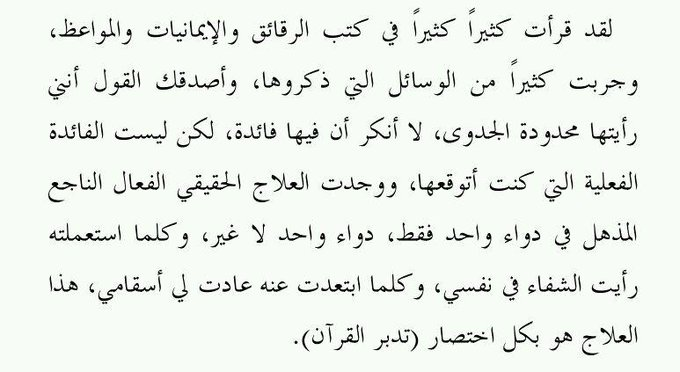 لقد قرأت كثيراً كثيراً في كتب الرقائق والإيمانيات والمواعظ،
وجربت كثيراً من الوسائل التي ذكروها، وأصدقك القول أنني
رأيتها محدودة الجدوى، لا أنكر أن فيها فائدة، لكن ليست الفائدة
الفعلية التي كنت أتوقعها، ووجدت العلاج الحقيقي الفعال الناجع
المذهل في دواء واحد فقط، دواء واحد لا غير، وكلما استعملته
رأيت الشفاء في نفسي، وكلما ابتعدت عنه عادت لي أسقامي، هذا
العلاج هو بكل اختصار (تدبر القرآن).